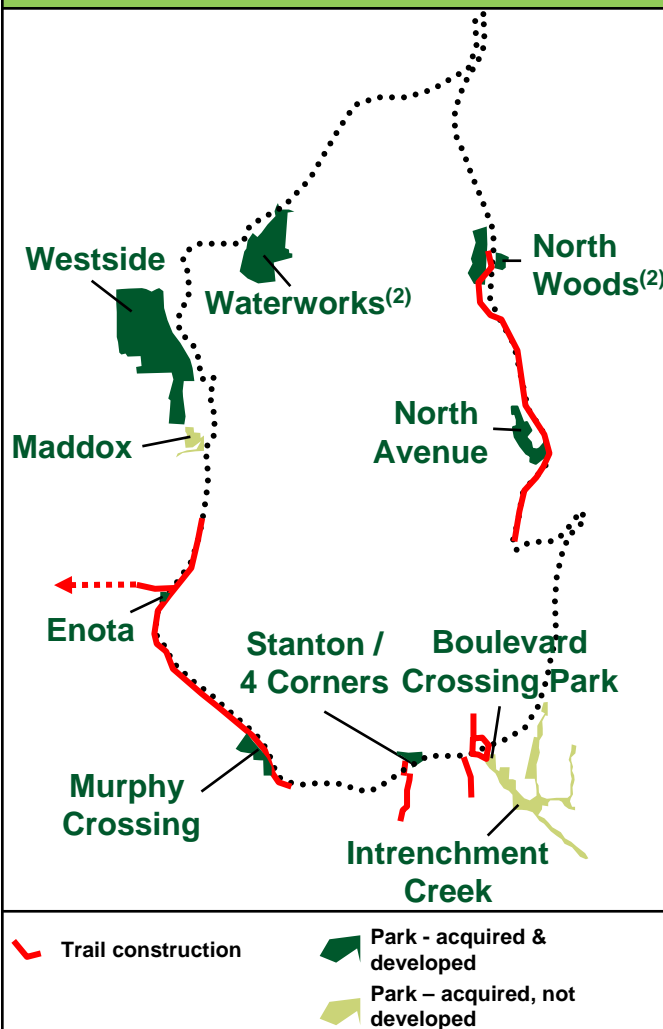 Westside
North
Woods(2)
Waterworks(2)
Maddox
North
Avenue
Enota
Stanton /
4 Corners
Boulevard
Crossing Park
Murphy
Crossing
Intrenchment
Creek
Trail construction
Park - acquired &
developed
Park – acquired, not
developed